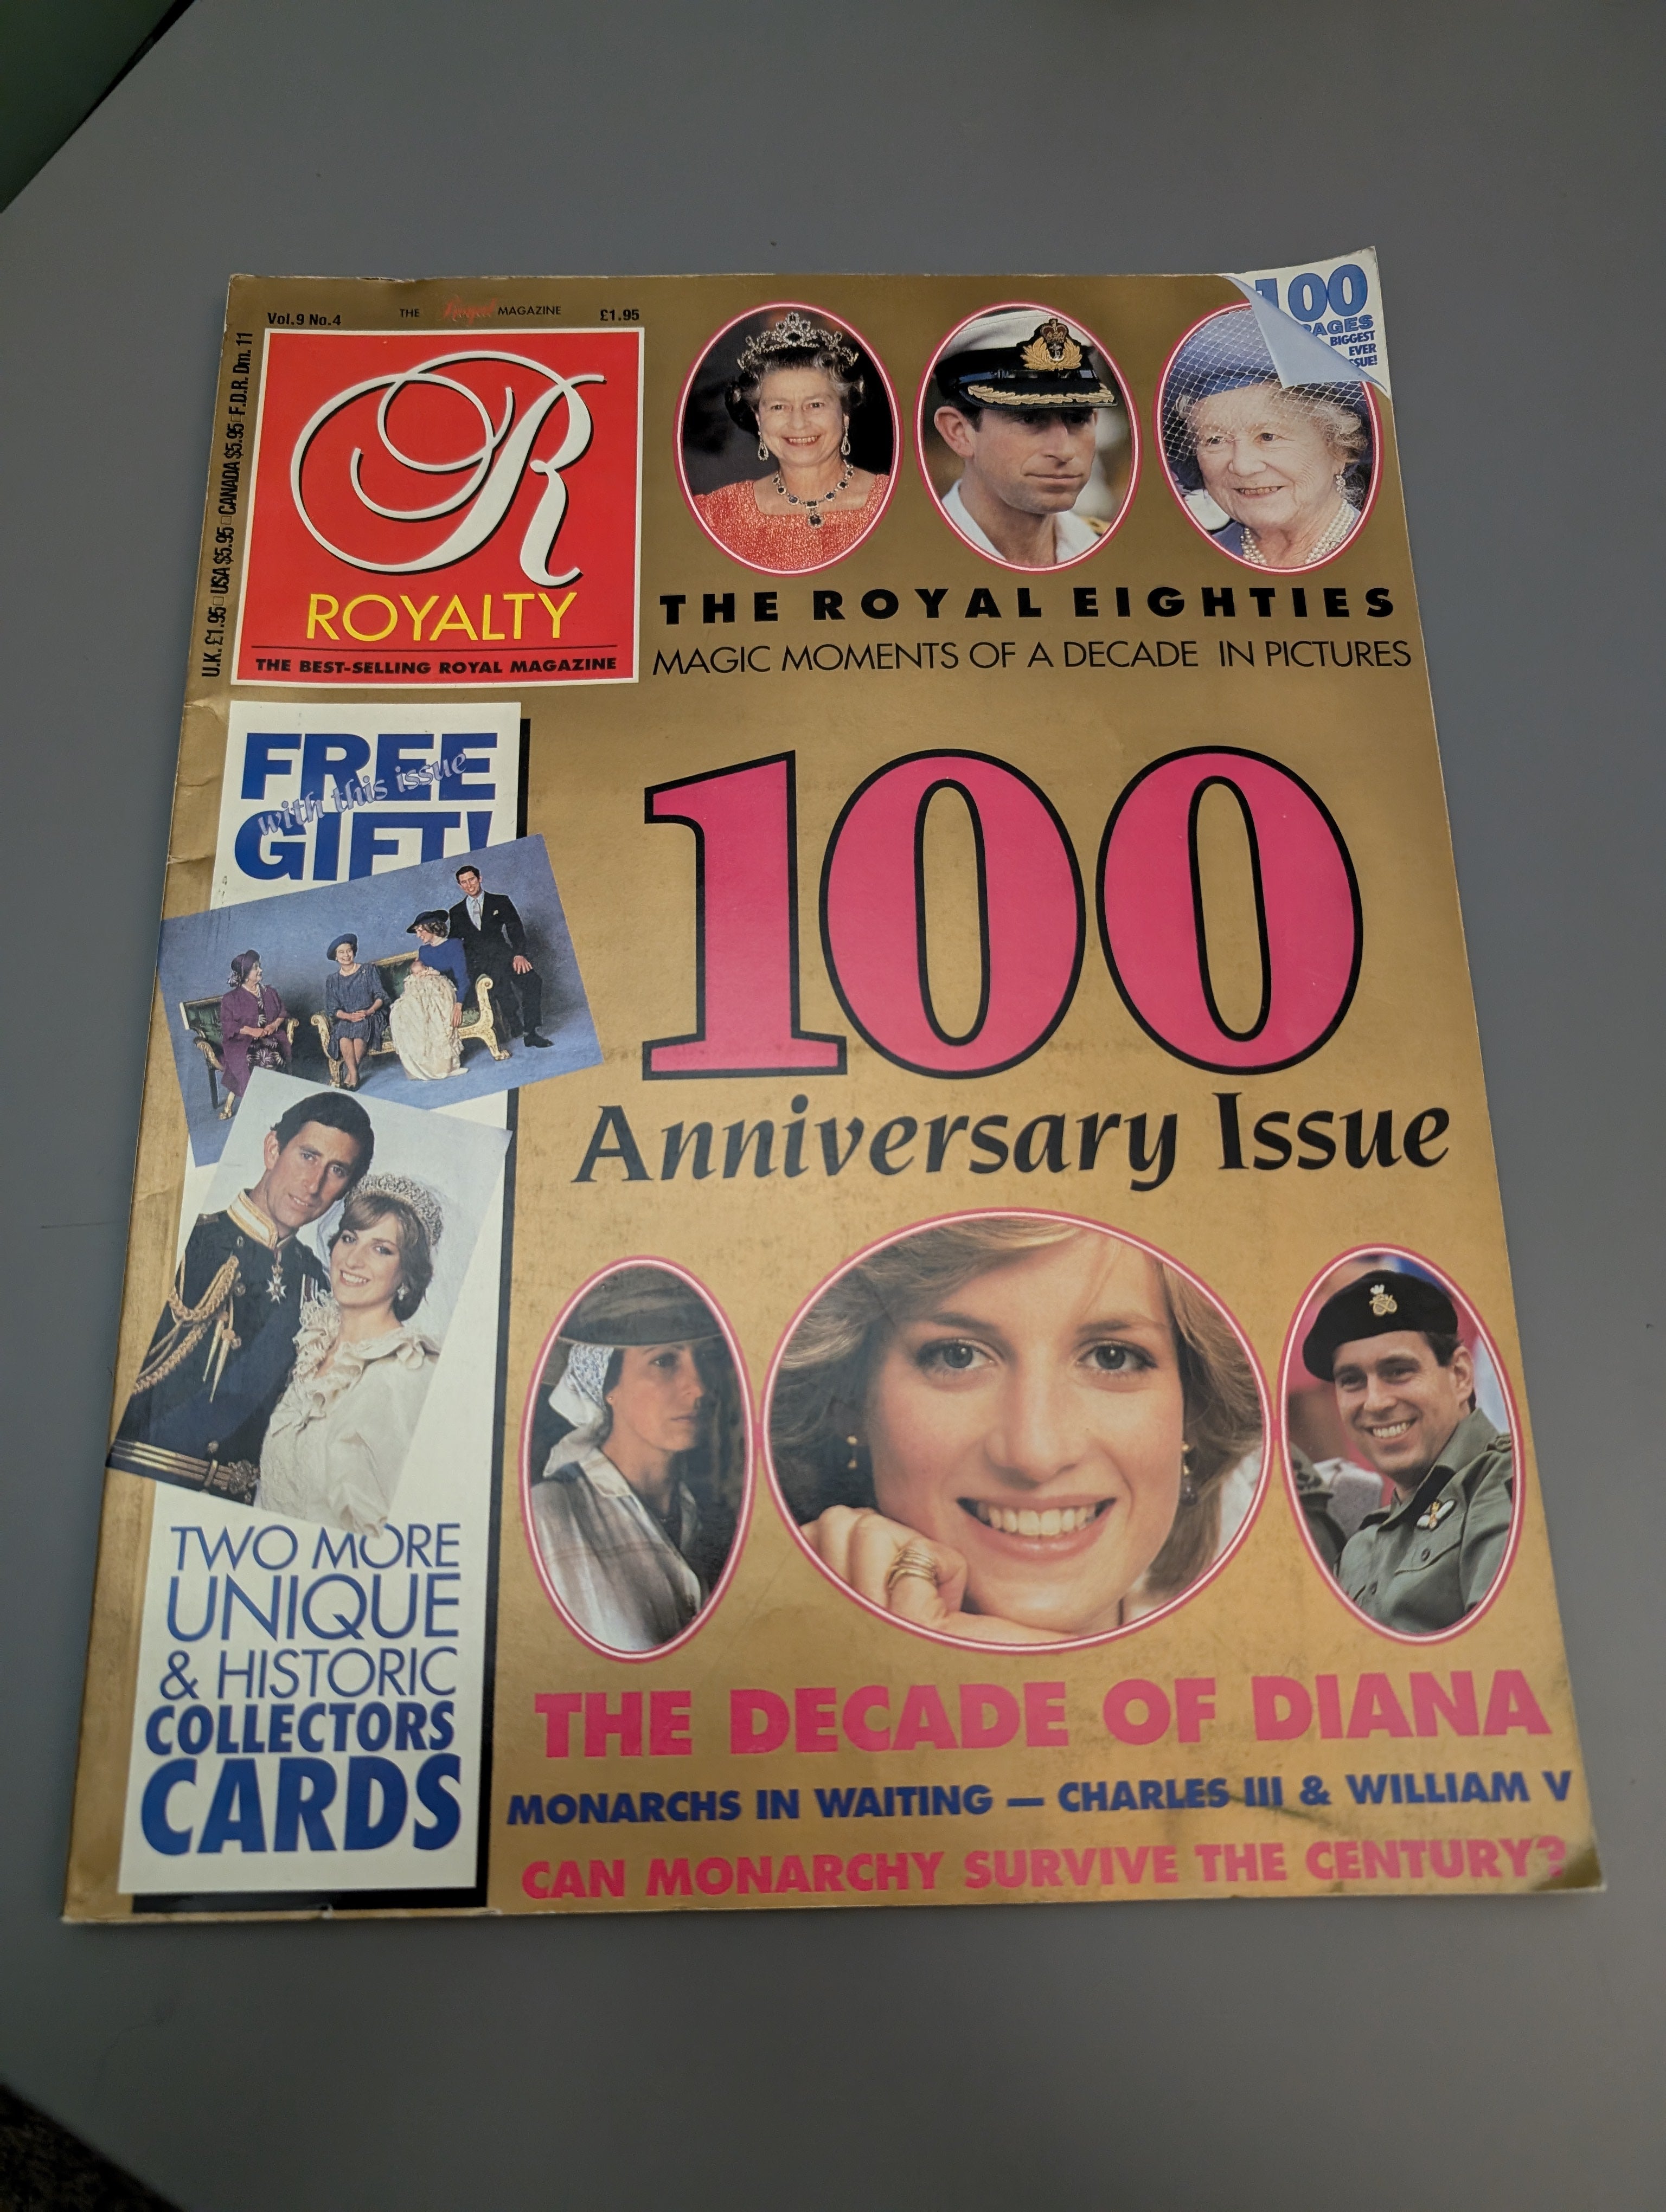 Vol.9 No.4
THE Royal MAGAZINE
£1.95
U.K. £1.95 □ USA $5.95 □ CANADA $5.95 □ F.D.R. Dm. 11
R
ROYALTY
THE BEST-SELLING ROYAL MAGAZINE
100
PAGES
BIGGEST
EVER
THE ROYAL EIGHTIES
MAGIC MOMENTS OF A DECADE IN PICTURES
FREE
with this issue
GIFT!
100
Anniversary Issue
TWO MORE
UNIQUE
& HISTORIC
COLLECTORS
CARDS
THE DECADE OF DIANA
MONARCHS IN WAITING — CHARLES III & WILLIAM V
CAN MONARCHY SURVIVE THE CENTURY?